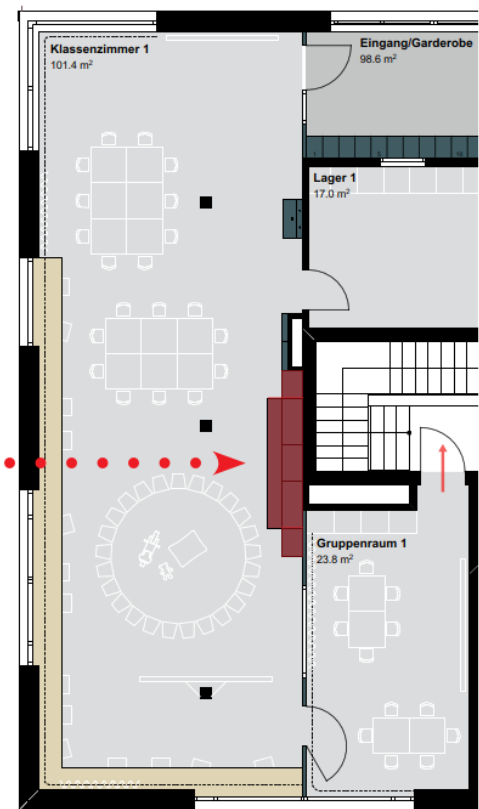 Klassenzimmer 1
101.4 m²
Eingang/Garderobe
98.6 m²
Lager 1
17.0 m²
Gruppenraum 1
23.8 m²